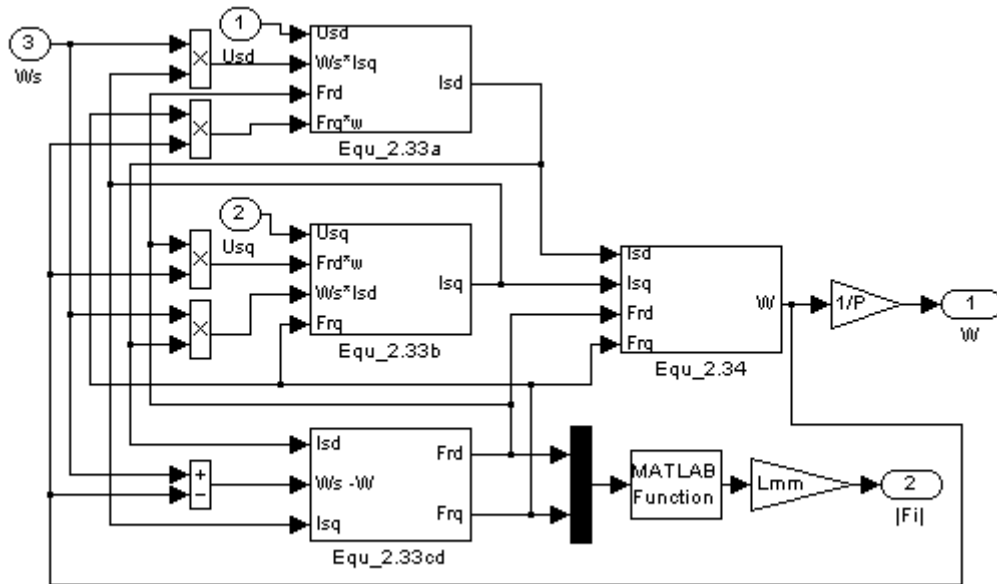 3
Ws
1
Usd
Usd
Ws*Isq
Frd
Frq*w
Isd
Equ_2.33a
2
Usq
Usq
Frd*w
Ws*Isd
Frq
Isq
Equ_2.33b
Isd
Isq
Frd
Frq
W
Equ_2.34
1/P
1
W
+
−
Isd
Ws -W
Isq
Frd
Frq
Equ_2.33cd
MATLAB
Function
Lmm
2
|Fi|